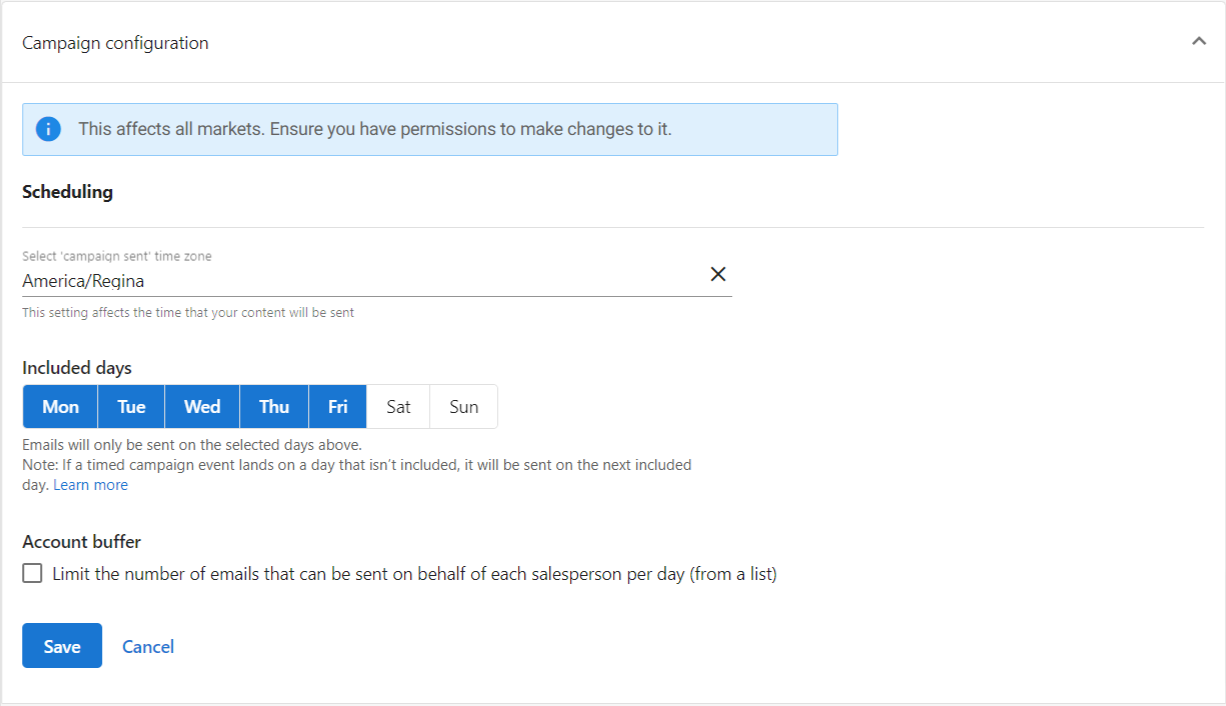 Campaign configuration
This affects all markets. Ensure you have permissions to make changes to it.
Scheduling
Select 'campaign sent' time zone
America/Regina
This setting affects the time that your content will be sent
Included days
Mon Tue Wed Thu Fri Sat Sun
Emails will only be sent on the selected days above.
Note: If a timed campaign event lands on a day that isn’t included, it will be sent on the next included
day. Learn more
Account buffer
Limit the number of emails that can be sent on behalf of each salesperson per day (from a list)
Save Cancel